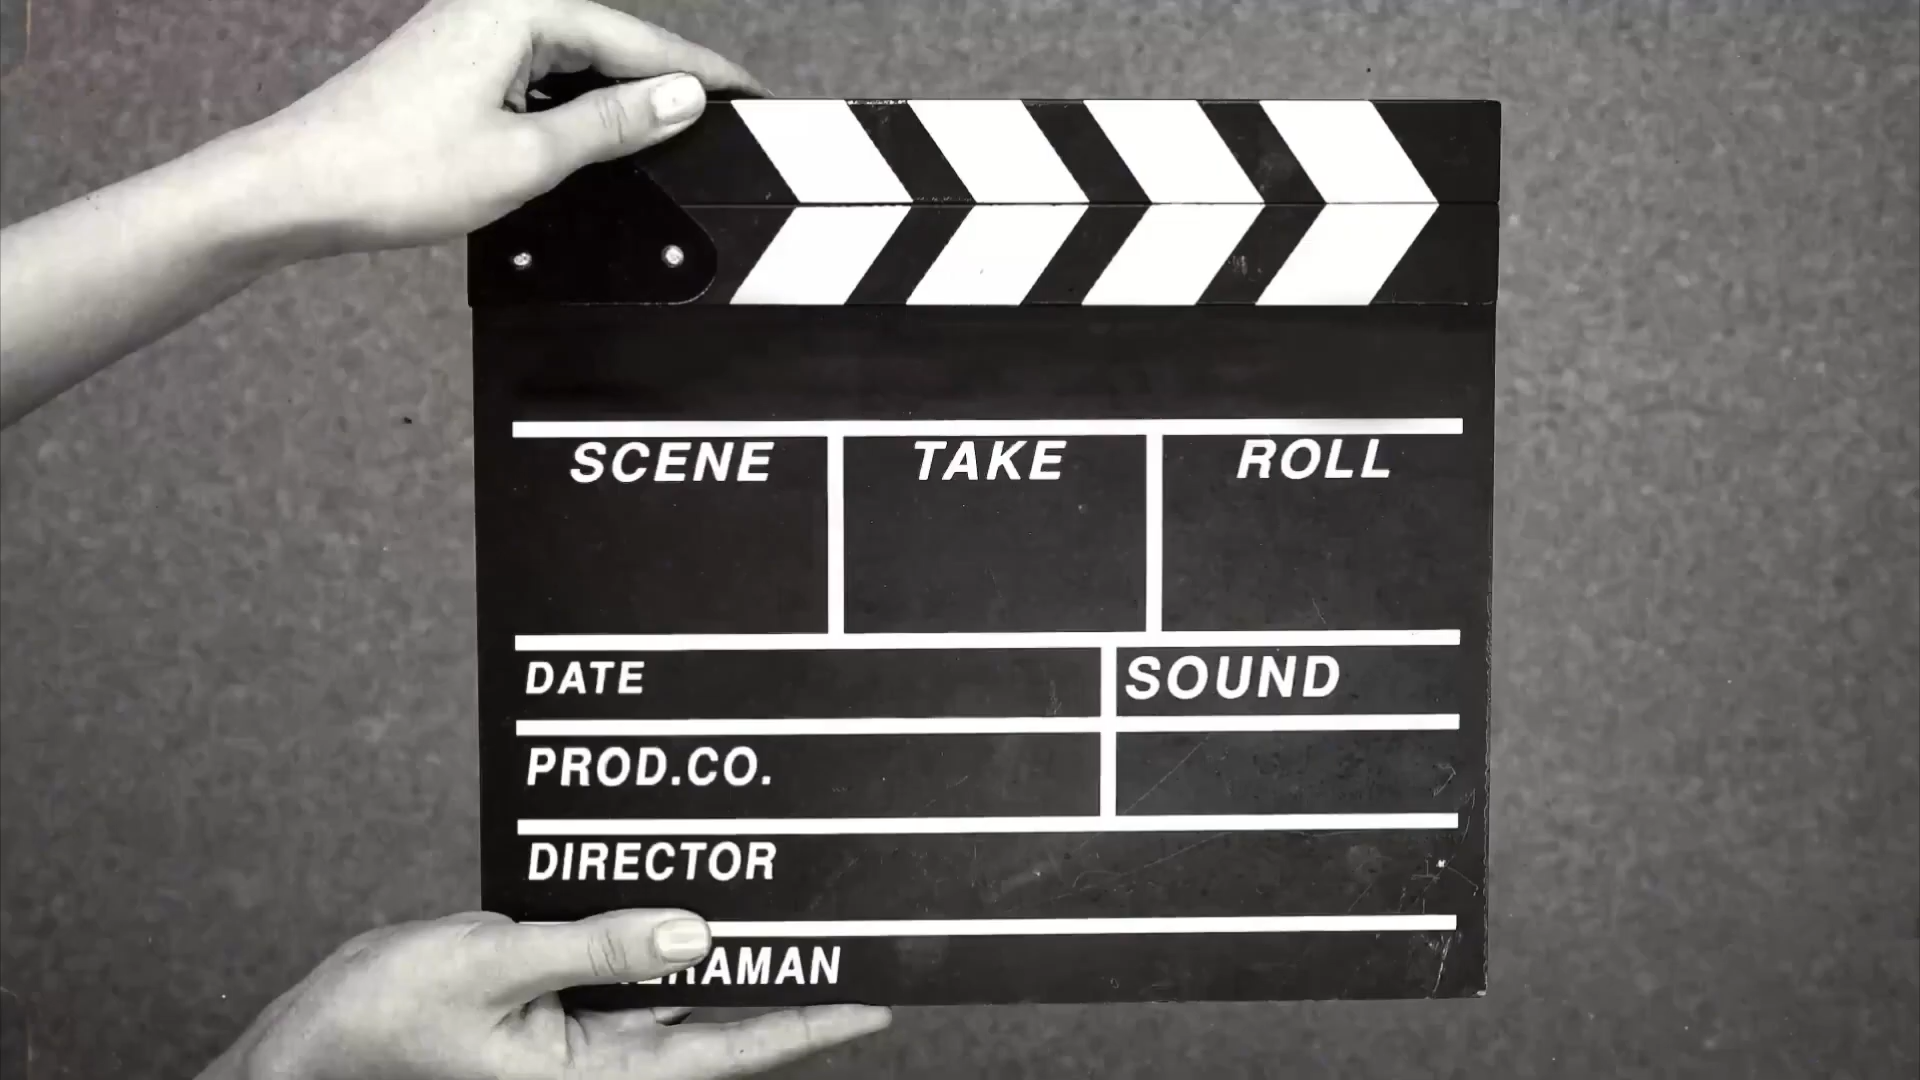 SCENE TAKE ROLL
DATE SOUND
PROD.CO.
DIRECTOR